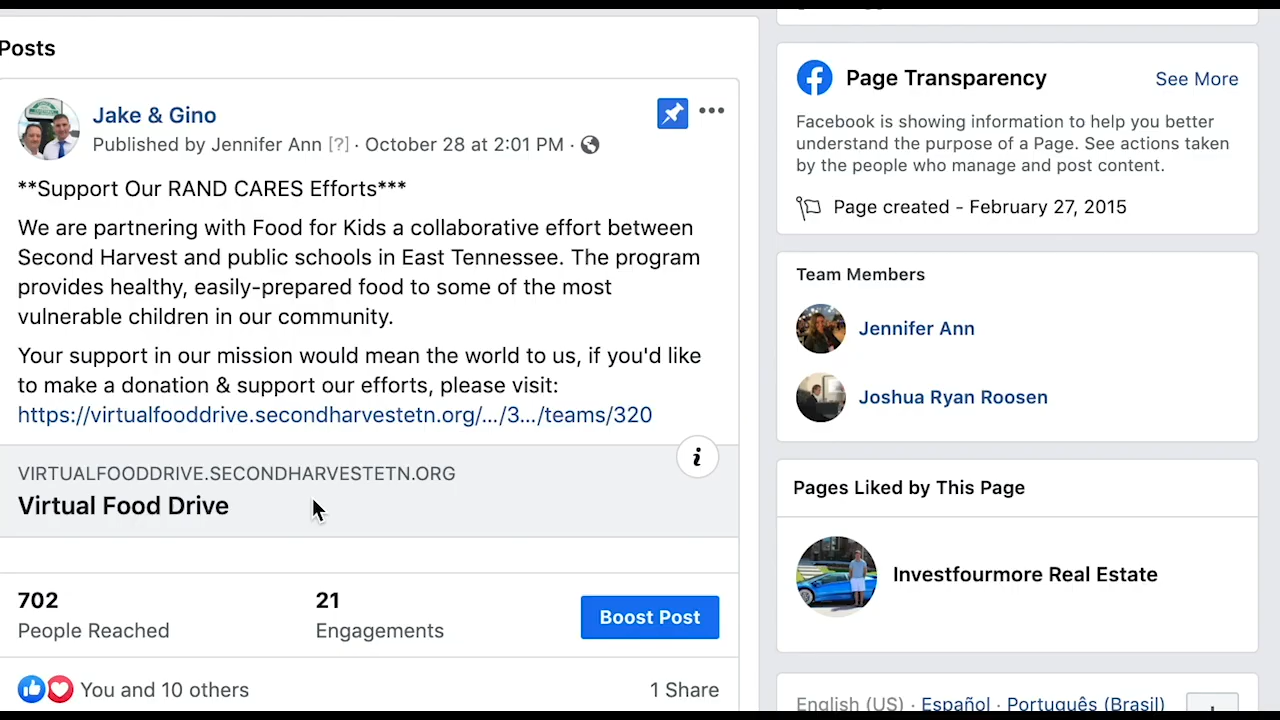 Posts
Jake & Gino
Published by Jennifer Ann [?] · October 28 at 2:01 PM ·
**Support Our RAND CARES Efforts***
We are partnering with Food for Kids a collaborative effort between
Second Harvest and public schools in East Tennessee. The program
provides healthy, easily-prepared food to some of the most
vulnerable children in our community.
Your support in our mission would mean the world to us, if you'd like
to make a donation & support our efforts, please visit:
https://virtualfooddrive.secondharvestetn.org/.../3.../teams/320
VIRTUALFOODDRIVE.SECONDHARVESTETN.ORG
Virtual Food Drive
i
702
People Reached
21
Engagements
Boost Post
You and 10 others
1 Share
Page Transparency
See More
Facebook is showing information to help you better
understand the purpose of a Page. See actions taken
by the people who manage and post content.
Page created - February 27, 2015
Team Members
Jennifer Ann
Joshua Ryan Roosen
Pages Liked by This Page
Investfourmore Real Estate
English (US) · Español · Português (Brasil)